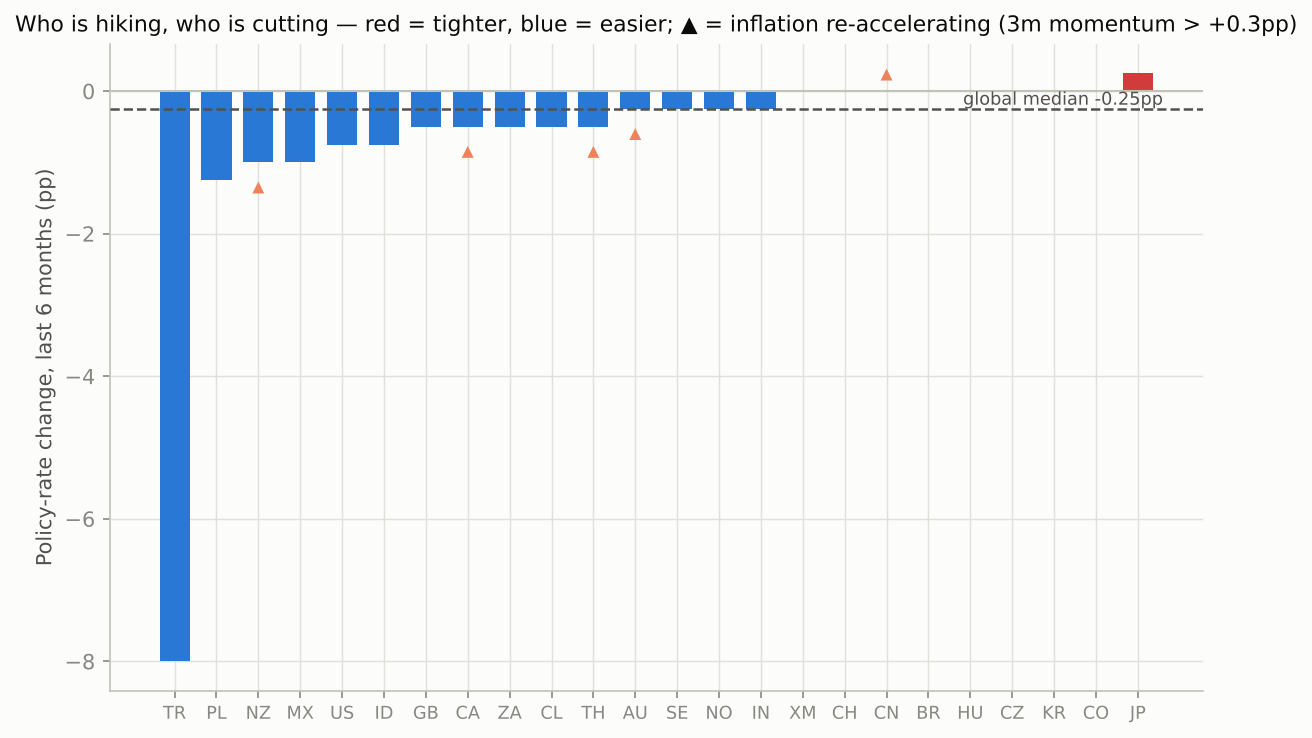 Who is hiking, who is cutting — red = tighter, blue = easier; ▲ = inflation re-accelerating (3m momentum > +0.3pp)
Policy-rate change, last 6 months (pp)
0
−2
−4
−6
−8
global median -0.25pp
TR PL NZ MX US ID GB CA ZA CL TH AU SE NO IN XM CH CN BR HU CZ KR CO JP